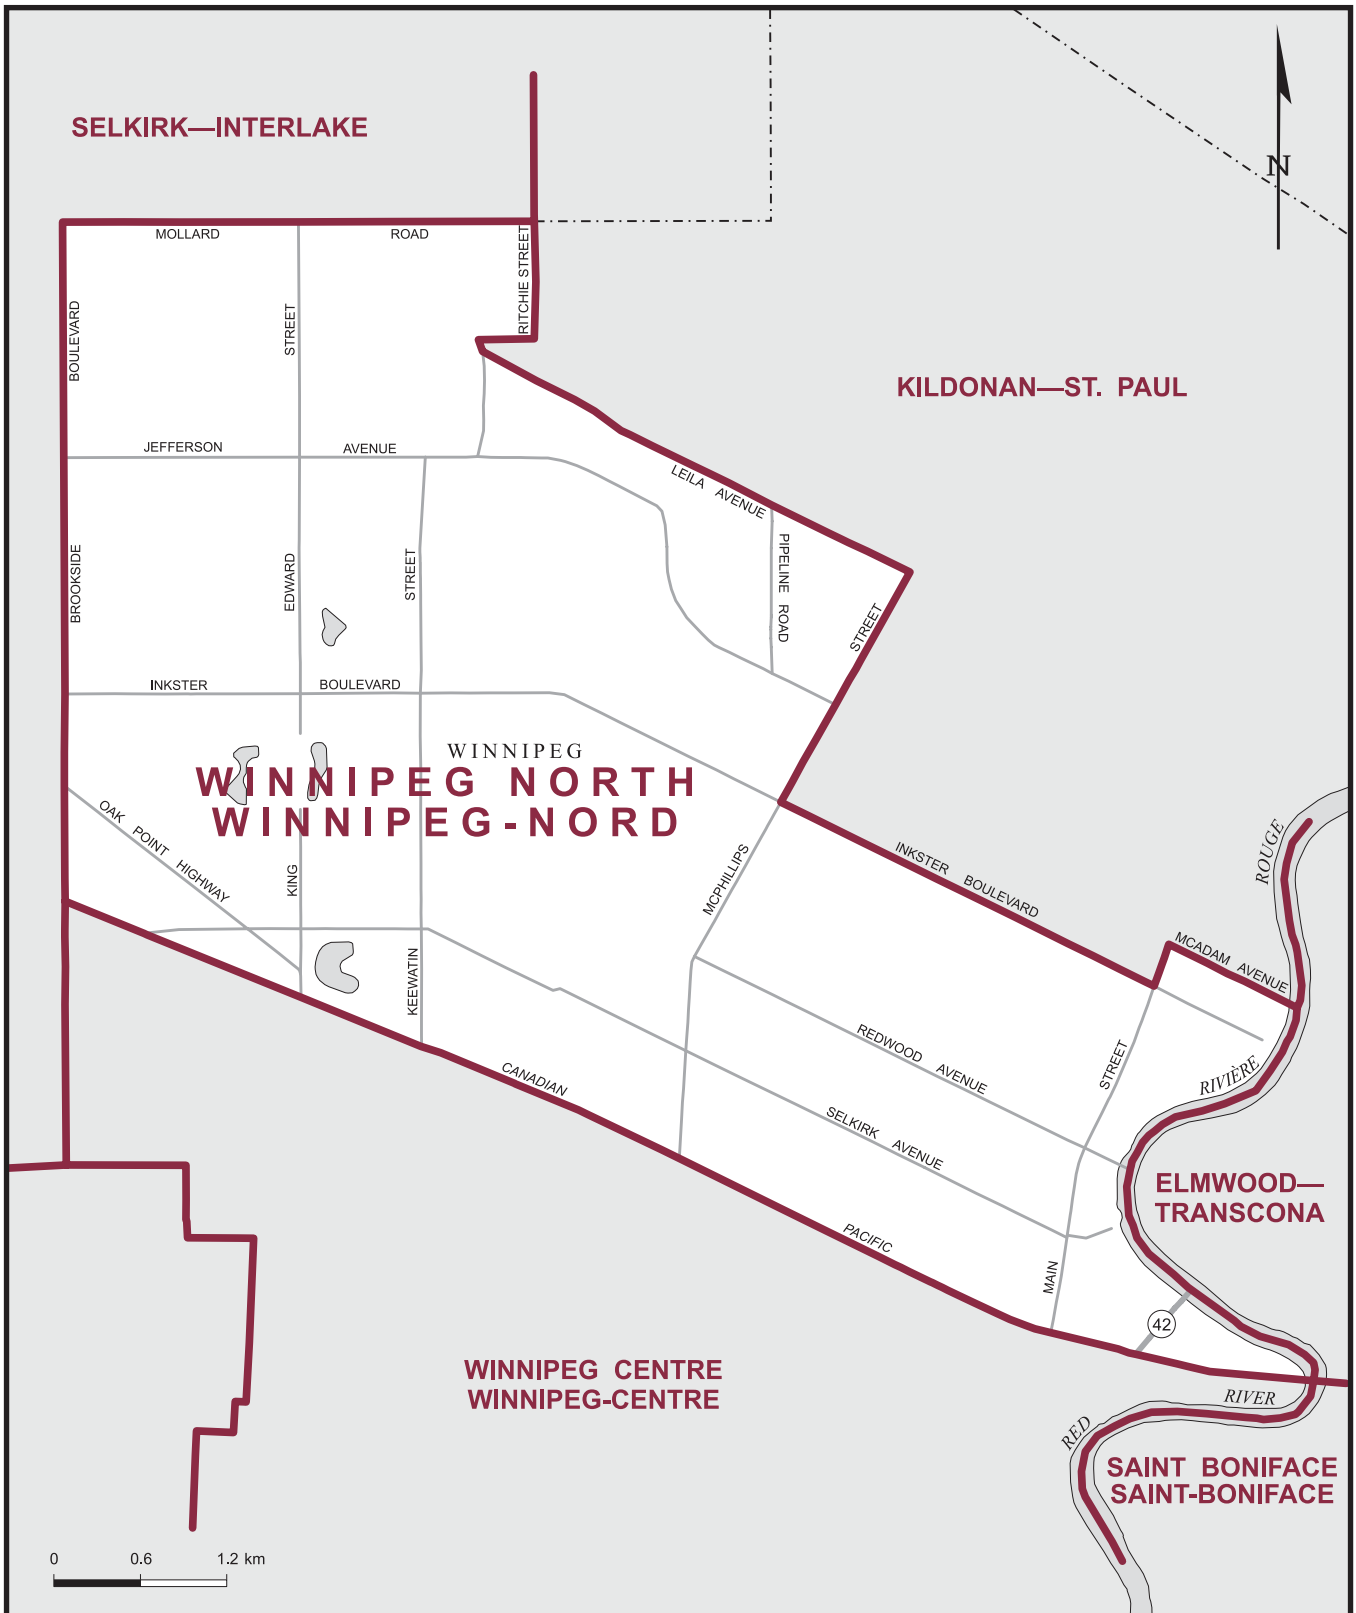 SELKIRK—INTERLAKE
N
MOLLARD ROAD
RITCHIE STREET
BOULEVARD
STREET
KILDONAN—ST. PAUL
JEFFERSON AVENUE
LEILA AVENUE
BROOKSIDE
EDWARD
STREET
PIPELINE ROAD
STREET
INKSTER BOULEVARD
WINNIPEG
WINNIPEG NORTH
WINNIPEG-NORD
OAK POINT HIGHWAY
KING
MCPHILLIPS
INKSTER BOULEVARD
ROUGE
MCADAM AVENUE
KEEWATIN
REDWOOD AVENUE
STREET
RIVIÈRE
CANADIAN
SELKIRK AVENUE
ELMWOOD—
TRANSCONA
PACIFIC
MAIN
42
WINNIPEG CENTRE
WINNIPEG-CENTRE
RIVER
RED
SAINT BONIFACE
SAINT-BONIFACE
0 0.6 1.2 km